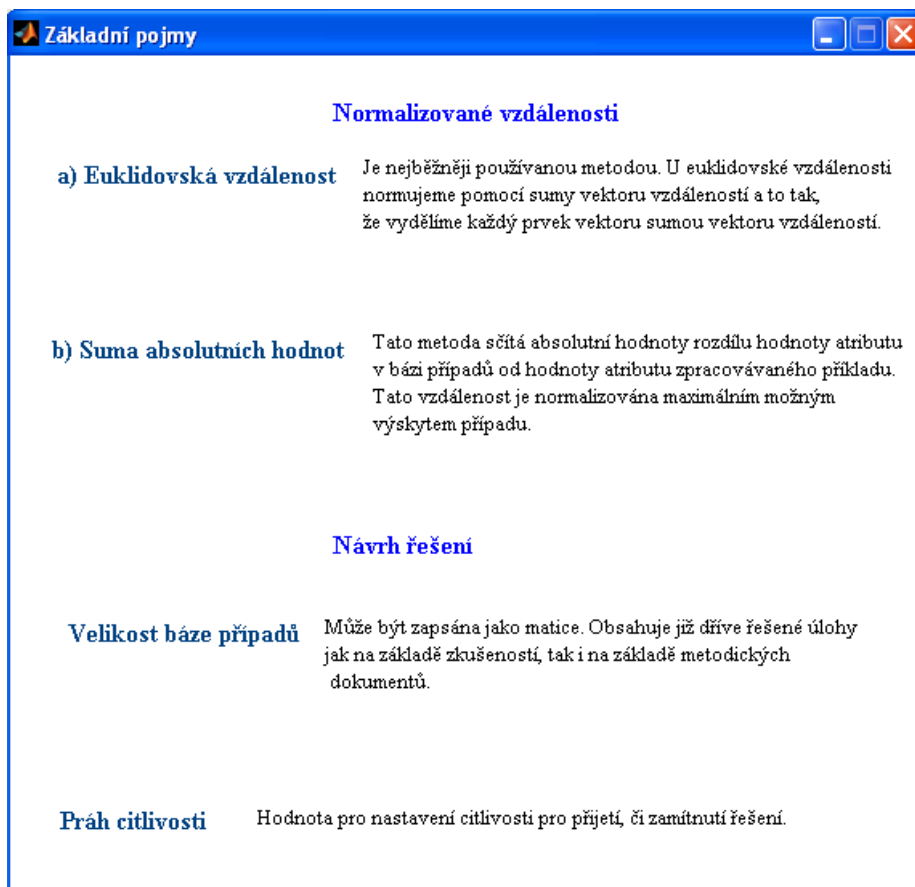 Základní pojmy
Normalizované vzdálenosti
a) Euklidovská vzdálenost
Je nejběžněji používanou metodou. U euklidovské vzdálenosti
normujeme pomocí sumy vektoru vzdáleností a to tak,
že vydělíme každý prvek vektoru sumou vektoru vzdáleností.
b) Suma absolutních hodnot
Tato metoda sčítá absolutní hodnoty rozdílu hodnoty atributu
v bázi případů od hodnoty atributu zpracovávaného příkladu.
Tato vzdálenost je normalizována maximálním možným
výskytem případu.
Návrh řešení
Velikost báze případů
Může být zapsána jako matice. Obsahuje již dříve řešené úlohy
jak na základě zkušeností, tak i na základě metodických
dokumentů.
Práh citlivosti
Hodnota pro nastavení citlivosti pro přijetí, či zamítnutí řešení.